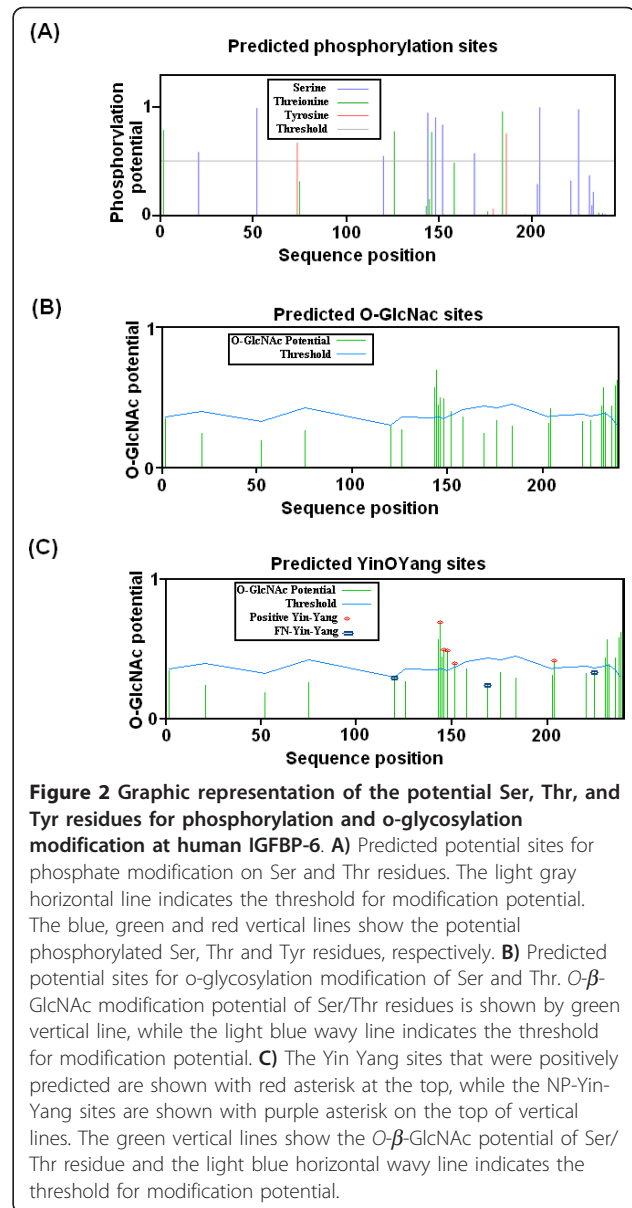 (A)
Predicted phosphorylation sites
Serine
Threionine
Tyrosine
Threshold
Phosphorylation potential
1
0
0 50 100 150 200
Sequence position
(B)
Predicted O-GlcNac sites
O-GlcNAc Potential
Threshold
O-GlcNAc potential
1
0
0 50 100 150 200
Sequence position
(C)
Predicted YinOYang sites
O-GlcNAc Potential
Threshold
Positive Yin-Yang
FN-Yin-Yang
O-GlcNAc potential
1
0
0 50 100 150 200
Sequence position
Figure 2 Graphic representation of the potential Ser, Thr, and
Tyr residues for phosphorylation and o-glycosylation
modification at human IGFBP-6. A) Predicted potential sites for
phosphate modification on Ser and Thr residues. The light gray
horizontal line indicates the threshold for modification potential.
The blue, green and red vertical lines show the potential
phosphorylated Ser, Thr and Tyr residues, respectively. B) Predicted
potential sites for o-glycosylation modification of Ser and Thr. O-β-
GlcNAc modification potential of Ser/Thr residues is shown by green
vertical line, while the light blue wavy line indicates the threshold
for modification potential. C) The Yin Yang sites that were positively
predicted are shown with red asterisk at the top, while the NP-Yin-
Yang sites are shown with purple asterisk on the top of vertical
lines. The green vertical lines show the O-β-GlcNAc potential of Ser/
Thr residue and the light blue horizontal wavy line indicates the
threshold for modification potential.